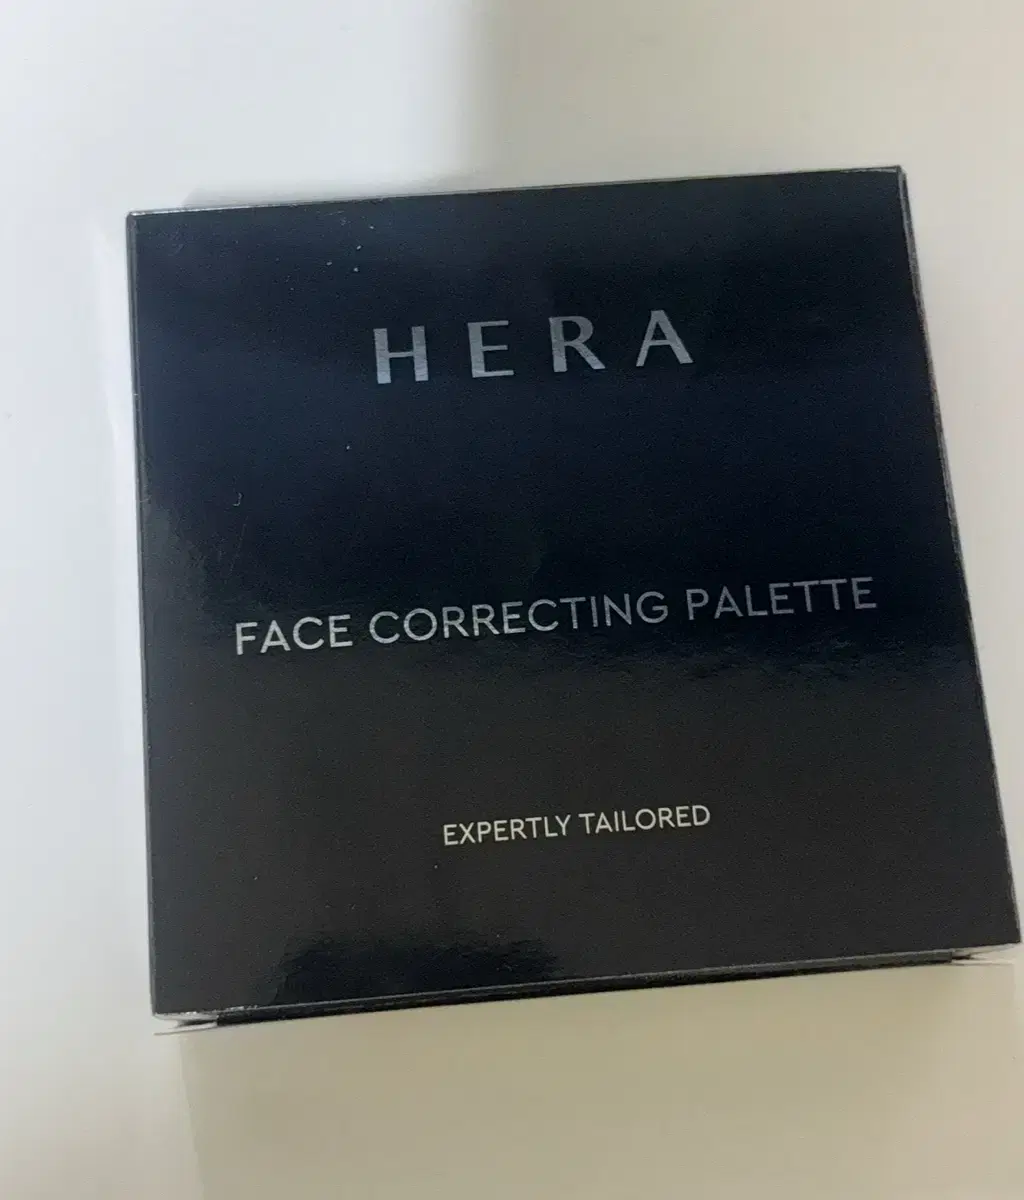 HERA
FACE CORRECTING PALETTE
EXPERTLY TAILORED